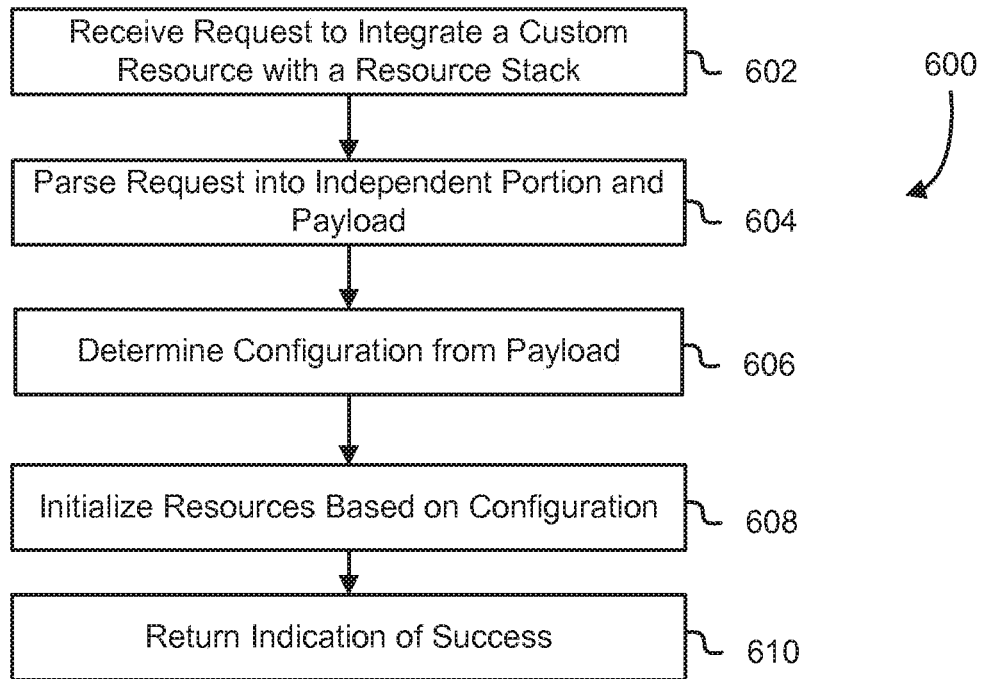 Receive Request to Integrate a Custom
Resource with a Resource Stack
602
600
Parse Request into Independent Portion and
Payload
604
Determine Configuration from Payload
606
Initialize Resources Based on Configuration
608
Return Indication of Success
610